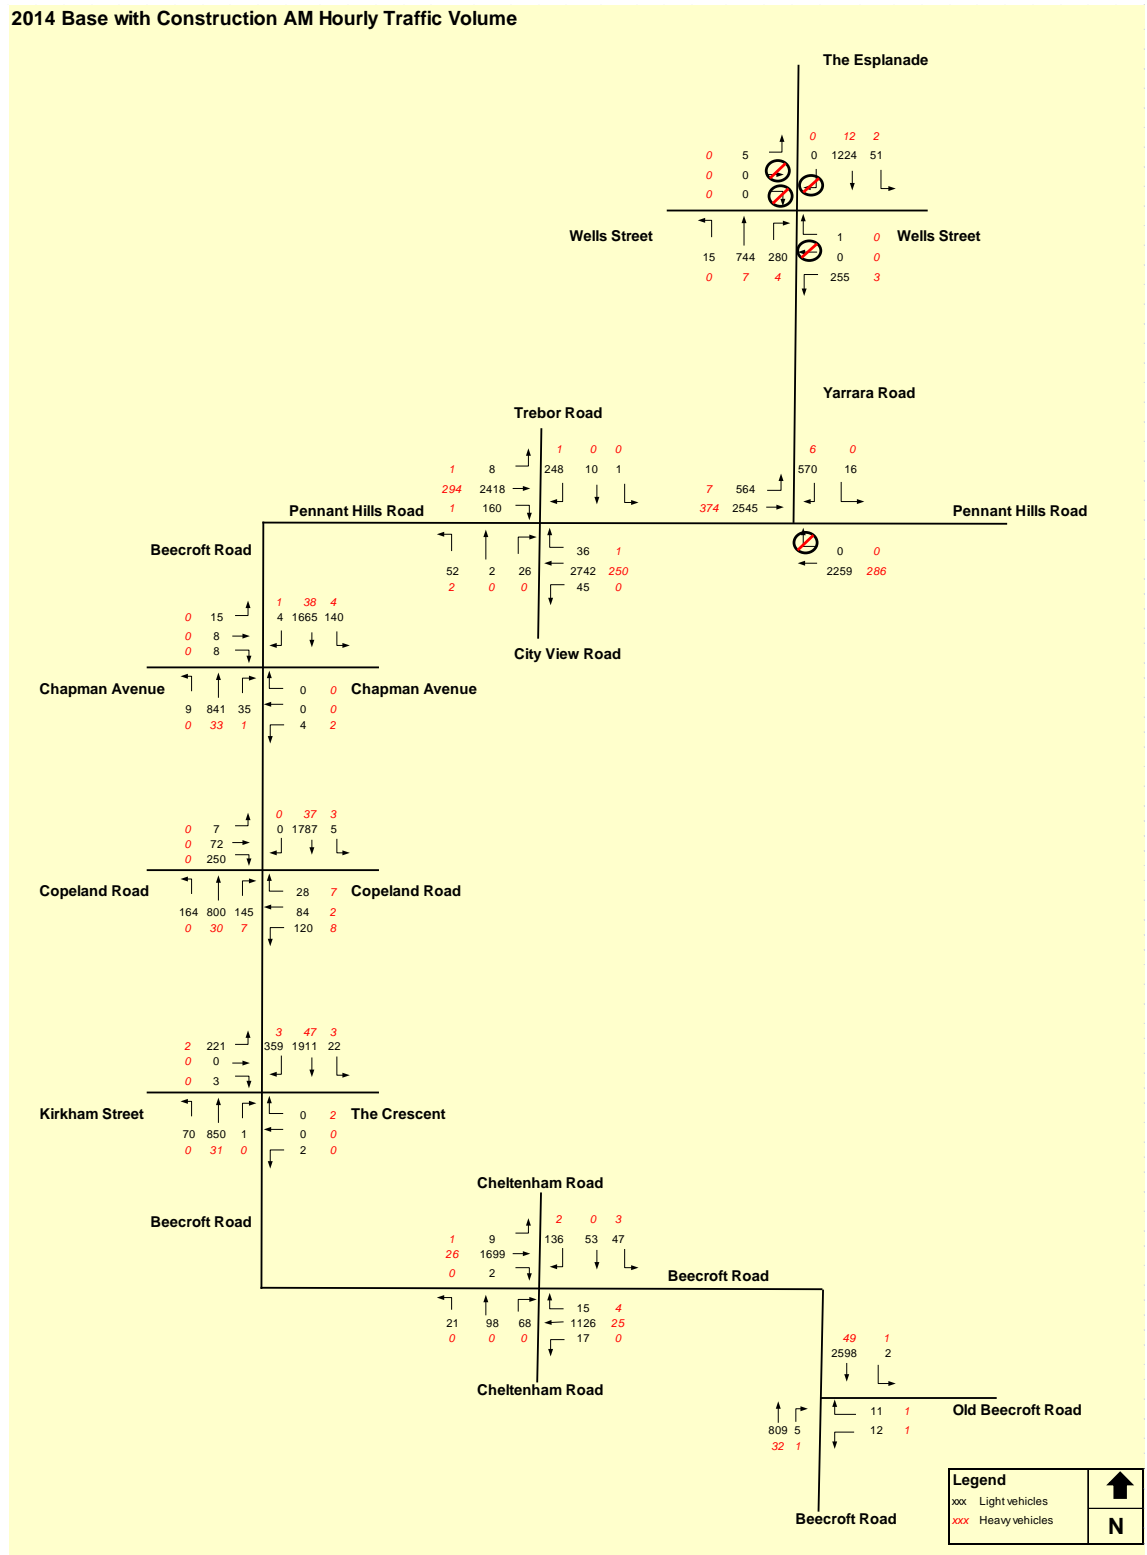 2014 Base with Construction AM Hourly Traffic Volume
The Esplanade
0 12 2
0 5 0 1224 51
0 0
0 0
Wells Street Wells Street
1 0
15 744 280 0 0
0 7 4 255 3
Yarrara Road
Trebor Road
1 0 0 6 0
1 8 248 10 1 570 16
294 2418 7 564
1 160 374 2545
Pennant Hills Road Pennant Hills Road
Beecroft Road
36 1 0 0
52 2 26 2742 250 2259 286
2 0 0 45 0
1 38 4
0 15 4 1665 140
0 8
0 8
City View Road
Chapman Avenue Chapman Avenue
0 0
9 841 35 0 0
0 33 1 4 2
0 37 3
0 7 0 1787 5
0 72
0 250
Copeland Road Copeland Road
28 7
164 800 145 84 2
0 30 7 120 8
3 47 3
2 221 359 1911 22
0 0
0 3
Kirkham Street The Crescent
0 2
70 850 1 0 0
0 31 0 2 0
Cheltenham Road
Beecroft Road
2 0 3
1 9 136 53 47
26 1699
0 2
Beecroft Road
15 4
21 98 68 1126 25
0 0 0 17 0
49 1
2598 2
Cheltenham Road
Old Beecroft Road
11 1
809 5 12 1
32 1
Legend
xxx Light vehicles
xxx Heavy vehicles
N
Beecroft Road